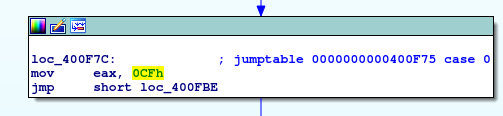 loc_400F7C: ; jumptable 0000000000400F75 case 0
mov eax, 0CFh
jmp short loc_400FBE